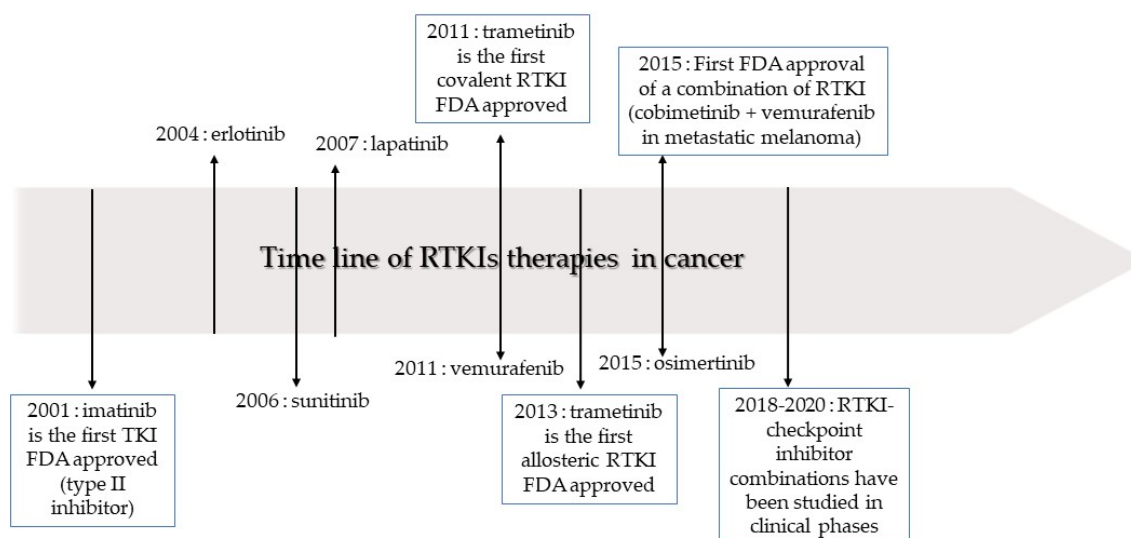 2011 : trametinib
is the first
covalent RTKI
FDA approved
2015 : First FDA approval
of a combination of RTKI
(cobimetinib + vemurafenib
in metastatic melanoma)
2004 : erlotinib
2007 : lapatinib
Time line of RTKIs therapies in cancer
2011 : vemurafenib
2015 : osimertinib
2006 : sunitinib
2001 : imatinib
is the first TKI
FDA approved
(type II
inhibitor)
2013 : trametinib
is the first
allosteric RTKI
FDA approved
2018-2020 : RTKI-
checkpoint
inhibitor
combinations have
been studied in
clinical phases